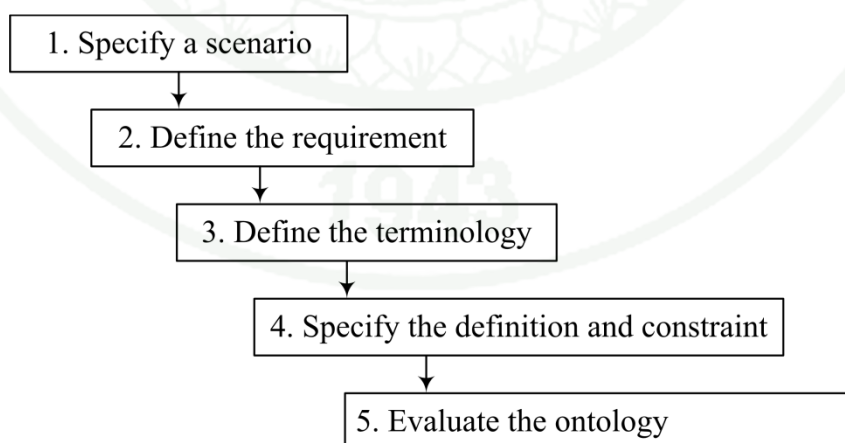 1. Specify a scenario
2. Define the requirement
1943
3. Define the terminology
4. Specify the definition and constraint
5. Evaluate the ontology